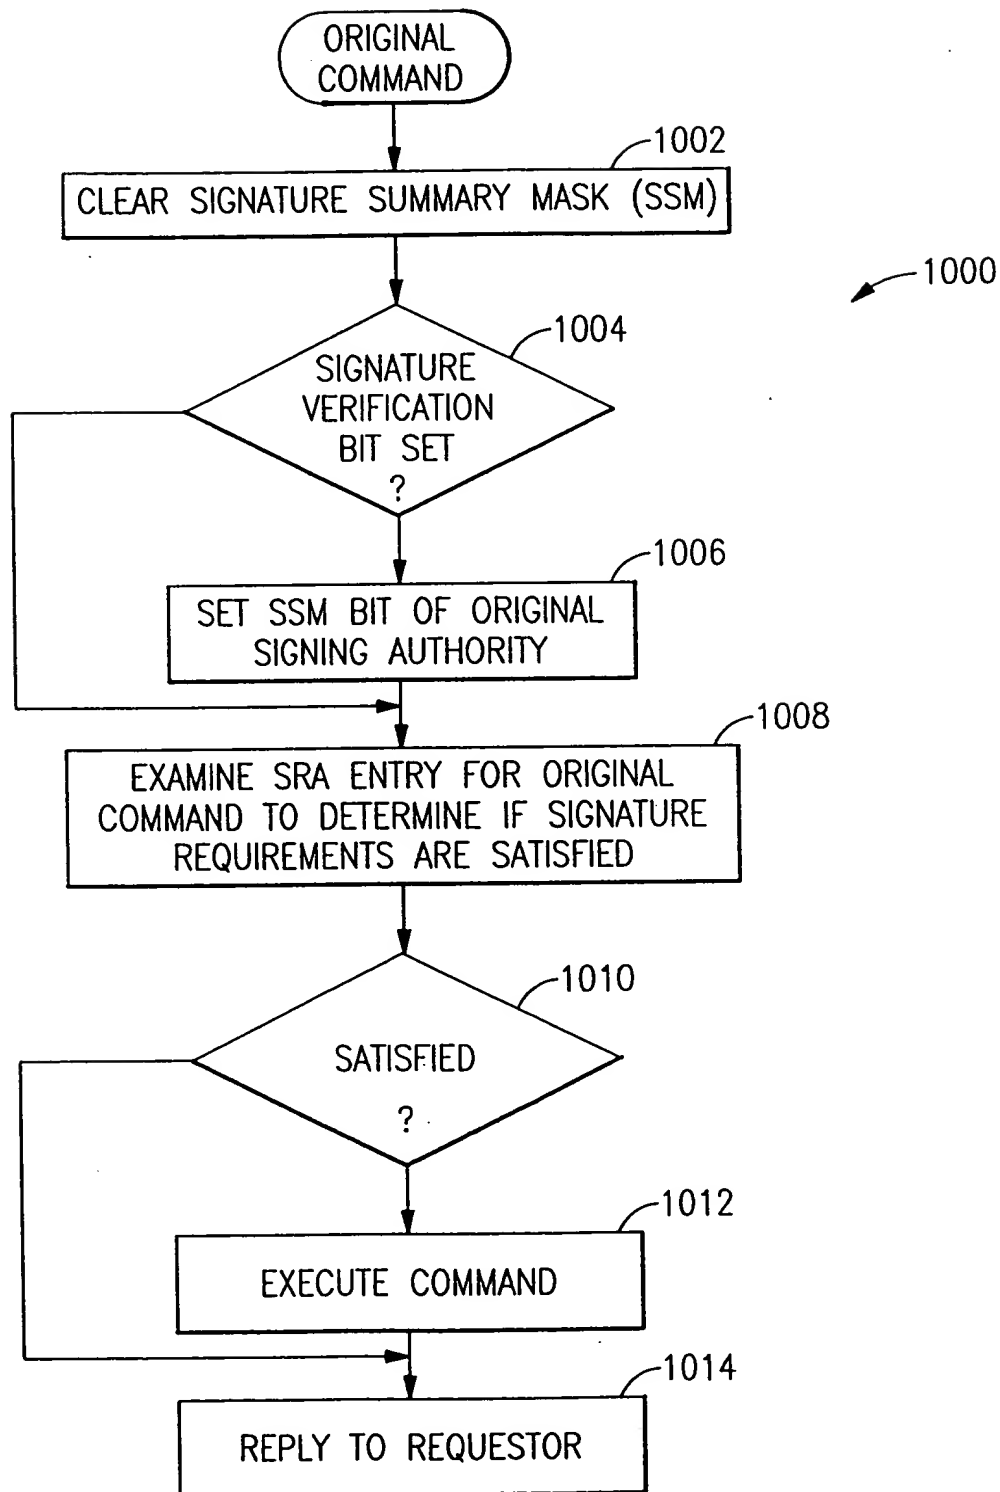 ORIGINAL
COMMAND
1002
CLEAR SIGNATURE SUMMARY MASK (SSM)
1000
1004
SIGNATURE
VERIFICATION
BIT SET
?
1006
SET SSM BIT OF ORIGINAL
SIGNING AUTHORITY
1008
EXAMINE SRA ENTRY FOR ORIGINAL
COMMAND TO DETERMINE IF SIGNATURE
REQUIREMENTS ARE SATISFIED
1010
SATISFIED
?
1012
EXECUTE COMMAND
1014
REPLY TO REQUESTOR